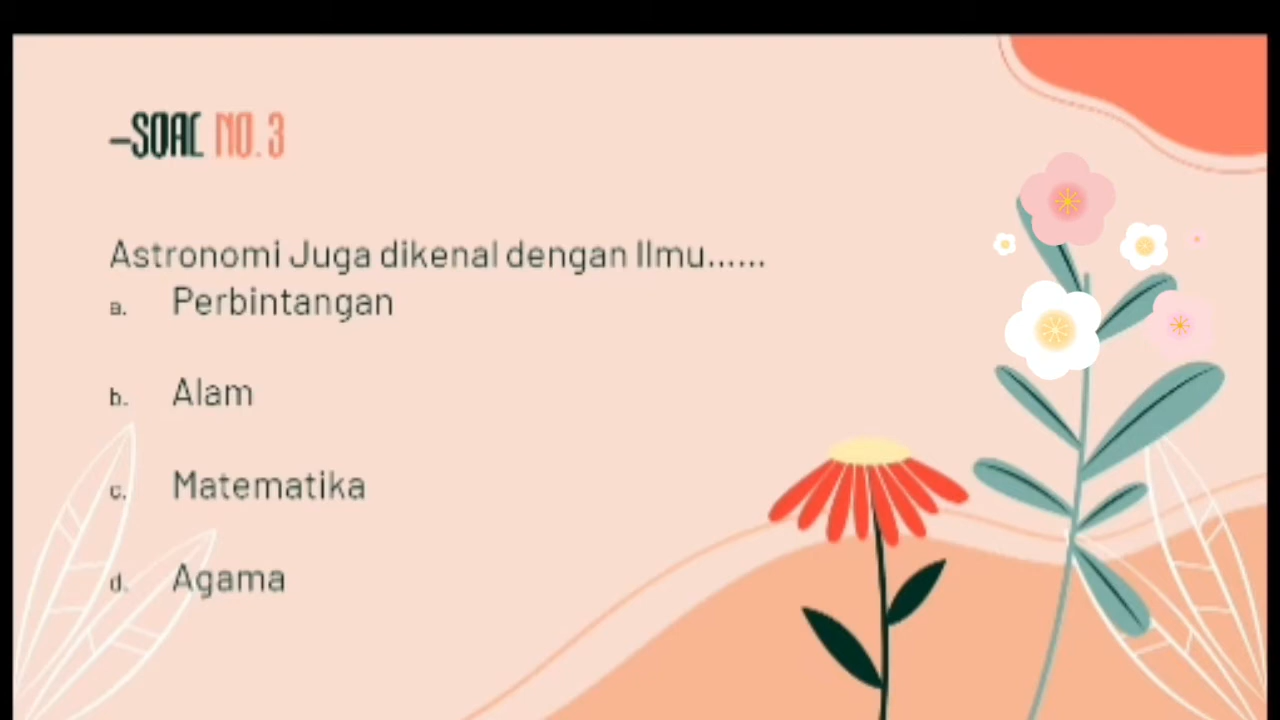 –SOAL NO. 3
Astronomi Juga dikenal dengan Ilmu......
a. Perbintangan
b. Alam
c. Matematika
d. Agama